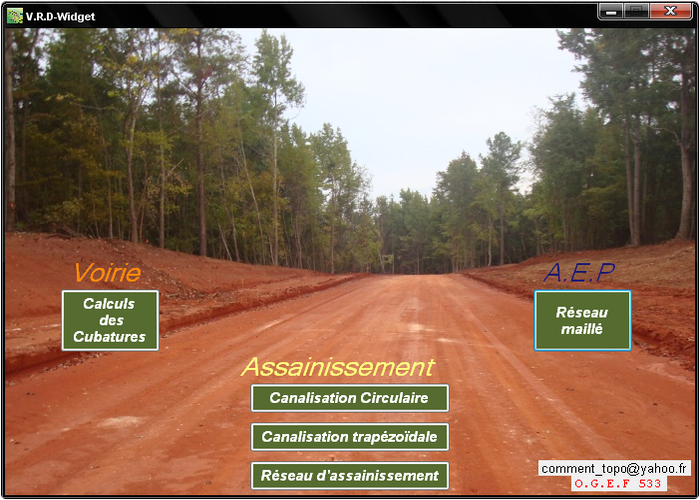 V.R.D-Widget
Voirie
A.E.P
Calculs
des
Cubatures
Réseau
maillé
Assainissement
Canalisation Circulaire
Canalisation trapézoïdale
Réseau d'assainissement
comment_topo@yahoo.fr
O.G.E.F 533